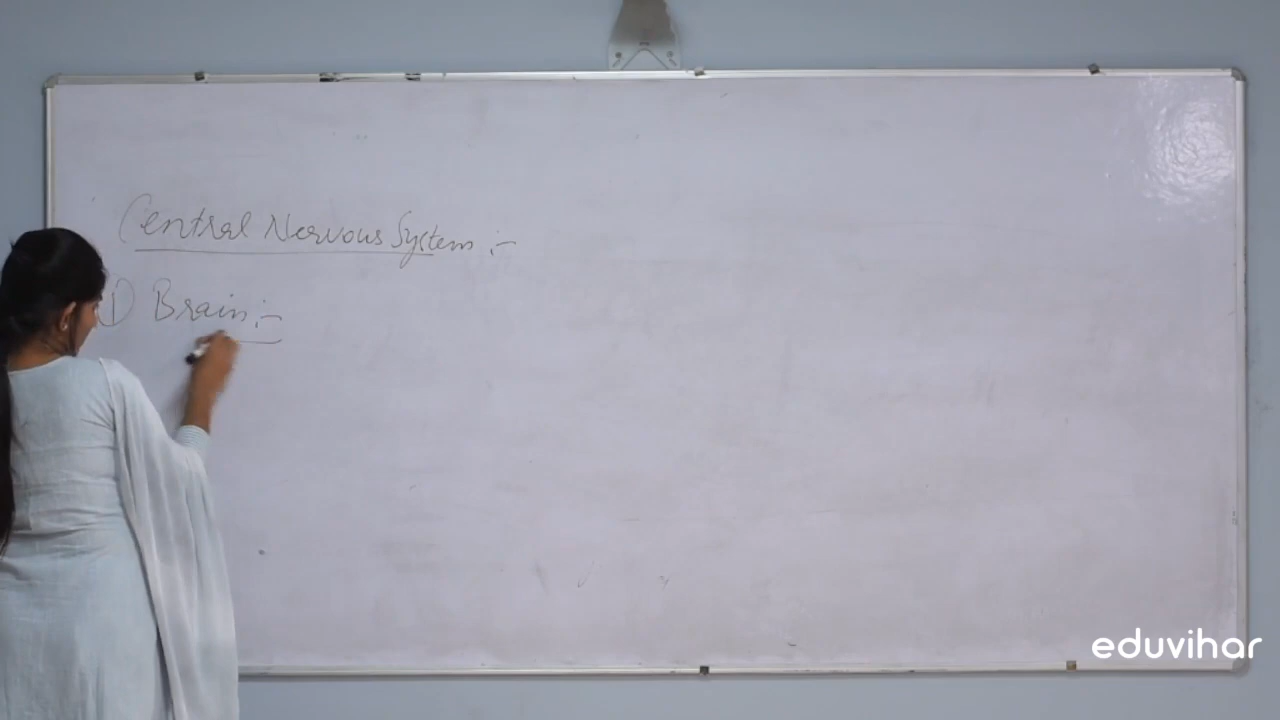 Central Nervous System :-
1) Brain :-
eduvihar